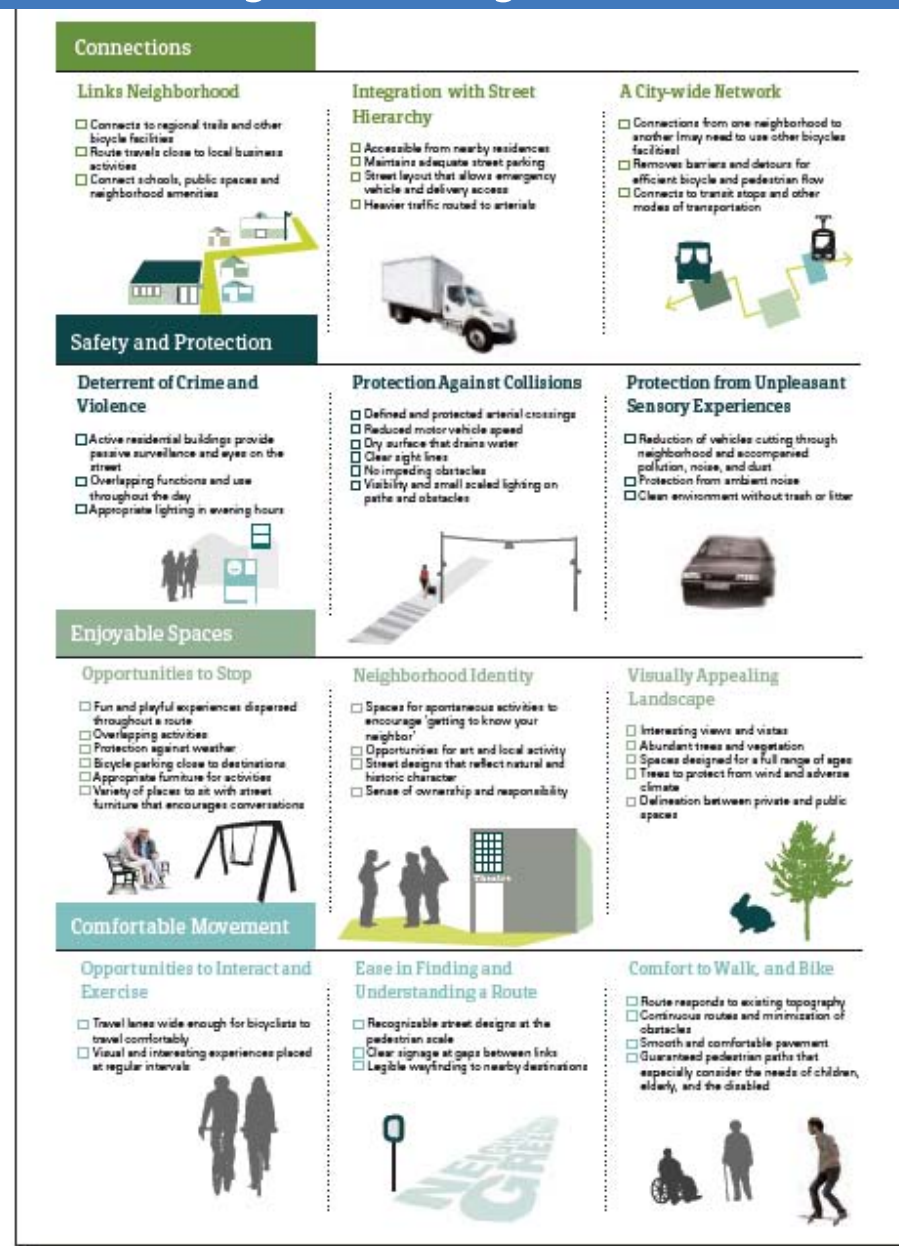 Connections
Links Neighborhood
Connects to regional trails and other
bicycle facilities
Route travels close to local business
activities
Connect schools, public spaces and
neighborhood amenities
Integration with Street
Hierarchy
Accessible from nearby residences
Maintains adequate street parking
Street layout that allows emergency
vehicle and delivery access
Heavier traffic routed to arterials
A City-wide Network
Connections from one neighborhood to
another (may need to use other bicycles
facilities)
Removes barriers and detours for
efficient bicycle and pedestrian flow
Connects to transit stops and other
modes of transportation
Safety and Protection
Deterrent of Crime and
Violence
Active residential buildings provide
passive surveillance and eyes on the
street
Overlapping functions and use
throughout the day
Appropriate lighting in evening hours
Protection Against Collisions
Defined and protected arterial crossings
Reduced motor vehicle speed
Dry surface that drains water
Clear sight lines
No impeding obstacles
Visibility and small scaled lighting on
paths and obstacles
Protection from Unpleasant
Sensory Experiences
Reduction of vehicles cutting through
neighborhood and accompanied
pollution, noise, and dust
Protection from ambient noise
Clean environment without trash or litter
Enjoyable Spaces
Opportunities to Stop
Fun and playful experiences dispersed
throughout a route
Overlapping activities
Protection against weather
Bicycle parking close to destinations
Appropriate furniture for activities
Variety of places to sit with street
furniture that encourages conversations
Neighborhood Identity
Spaces for spontaneous activities to
encourage 'getting to know your
neighbor'
Opportunities for art and local activity
Street designs that reflect natural and
historic character
Sense of ownership and responsibility
Theater
Visually Appealing
Landscape
Interesting views and vistas
Abundant trees and vegetation
Spaces designed for a full range of ages
Trees to protect from wind and adverse
climate
Delineation between private and public
spaces
Comfortable Movement
Opportunities to Interact and
Exercise
Travel lanes wide enough for bicyclists to
travel comfortably
Visual and interesting experiences placed
at regular intervals
Ease in Finding and
Understanding a Route
Recognizable street designs at the
pedestrian scale
Clear signage at gaps between links
Legible wayfinding to nearby destinations
Comfort to Walk, and Bike
Route responds to existing topography
Continuous routes and minimization of
obstacles
Smooth and comfortable pavement
Guaranteed pedestrian paths that
especially consider the needs of children,
elderly, and the disabled